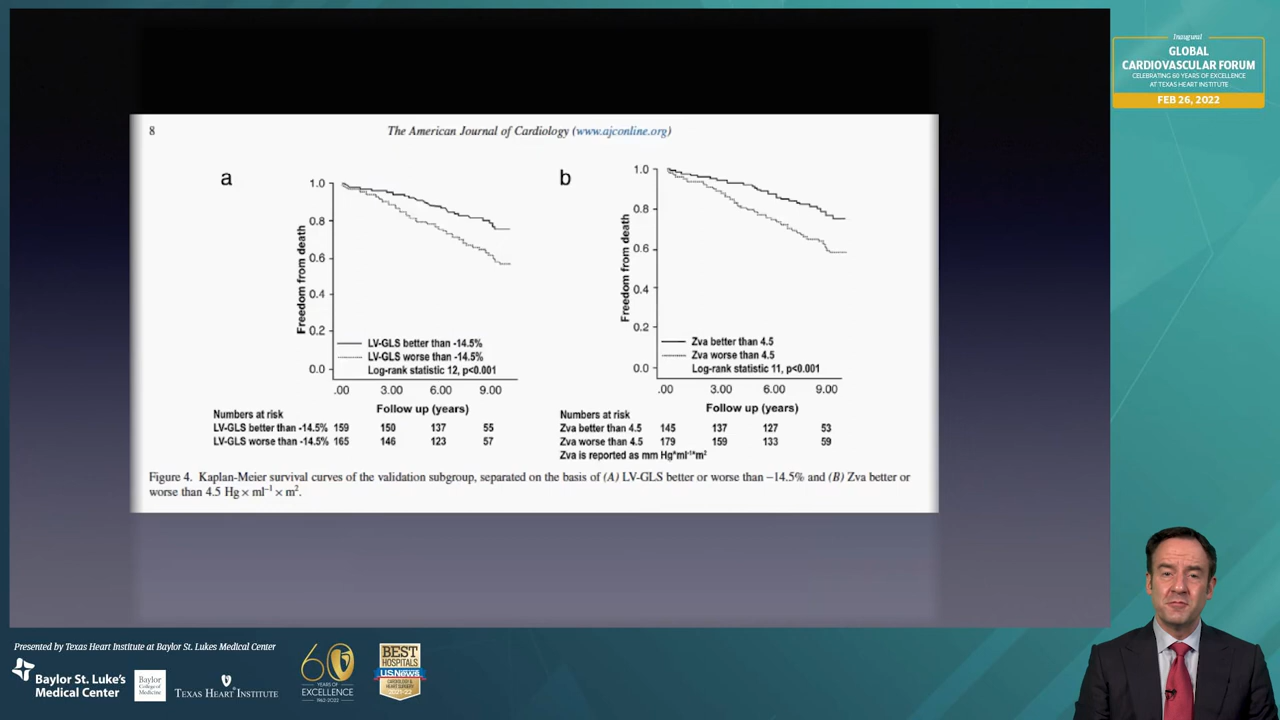 Inaugural
GLOBAL
CARDIOVASCULAR FORUM
CELEBRATING 60 YEARS OF EXCELLENCE
AT TEXAS HEART INSTITUTE
FEB 26, 2022
8
The American Journal of Cardiology (www.ajconline.org)
a
1.0
0.8
0.6
0.4
0.2
0.0
Freedom from death
LV-GLS better than -14.5%
LV-GLS worse than -14.5%
Log-rank statistic 12, p<0.001
.00 3.00 6.00 9.00
Follow up (years)
Numbers at risk
LV-GLS better than -14.5% 159 150 137 55
LV-GLS worse than -14.5% 165 146 123 57
b
1.0
0.8
0.6
0.4
0.2
0.0
Freedom from death
Zva better than 4.5
Zva worse than 4.5
Log-rank statistic 11, p<0.001
.00 3.00 6.00 9.00
Follow up (years)
Numbers at risk
Zva better than 4.5 145 137 127 53
Zva worse than 4.5 179 159 133 59
Zva is reported as mm Hg*ml⁻¹*m²
Figure 4. Kaplan-Meier survival curves of the validation subgroup, separated on the basis of (A) LV-GLS better or worse than −14.5% and (B) Zva better or
worse than 4.5 Hg × ml⁻¹ × m².
Presented by Texas Heart Institute at Baylor St. Lukes Medical Center
Baylor St. Luke's
Medical Center
Baylor
College of
Medicine
TEXAS HEART INSTITUTE
60
YEARS OF
EXCELLENCE
1962-2022
BEST
HOSPITALS
U.S.News
CARDIOLOGY &
HEART SURGERY